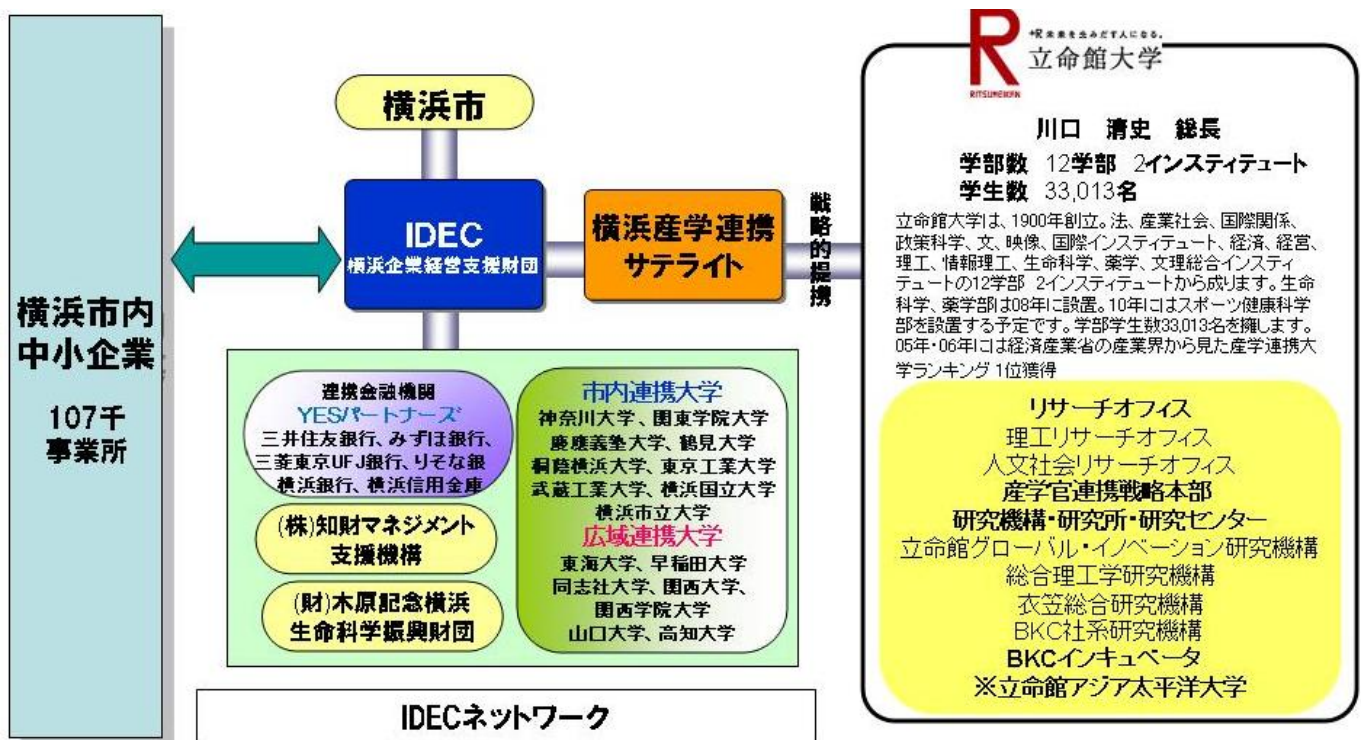 横浜市内
中小企業
107千
事業所
横浜市
IDEC
横浜企業経営支援財団
横浜産学連携
サテライト
戦略的提携
連携金融機関
YESパートナーズ
三井住友銀行、みずほ銀行、
三菱東京UFJ銀行、りそな銀
横浜銀行、横浜信用金庫
(株)知財マネジメント
支援機構
(財)木原記念横浜
生命科学振興財団
市内連携大学
神奈川大学、関東学院大学
慶應義塾大学、鶴見大学
桐蔭横浜大学、東京工業大学
武蔵工業大学、横浜国立大学
横浜市立大学
広域連携大学
東海大学、早稲田大学
同志社大学、関西大学、
関西学院大学
山口大学、高知大学
IDECネットワーク
R
RITSUMEIKAN
+R未来を生みだす人になる。
立命館大学
川口 清史 総長
学部数 12学部 2インスティテュート
学生数 33,013名
立命館大学は、1900年創立。法、産業社会、国際関係、
政策科学、文、映像、国際インスティテュート、経済、経営、
理工、情報理工、生命科学、薬学、文理総合インスティ
テュートの12学部 2インスティテュートから成ります。生命
科学、薬学部は08年に設置。10年にはスポーツ健康科学
部を設置する予定です。学部学生数33,013名を擁します。
05年・06年には経済産業省の産業界から見た産学連携大
学ランキング1位獲得
リサーチオフィス
理工リサーチオフィス
人文社会リサーチオフィス
産学官連携戦略本部
研究機構・研究所・研究センター
立命館グローバル・イノベーション研究機構
総合理工学研究機構
衣笠総合研究機構
BKC社系研究機構
BKCインキュベータ
※立命館アジア太平洋大学